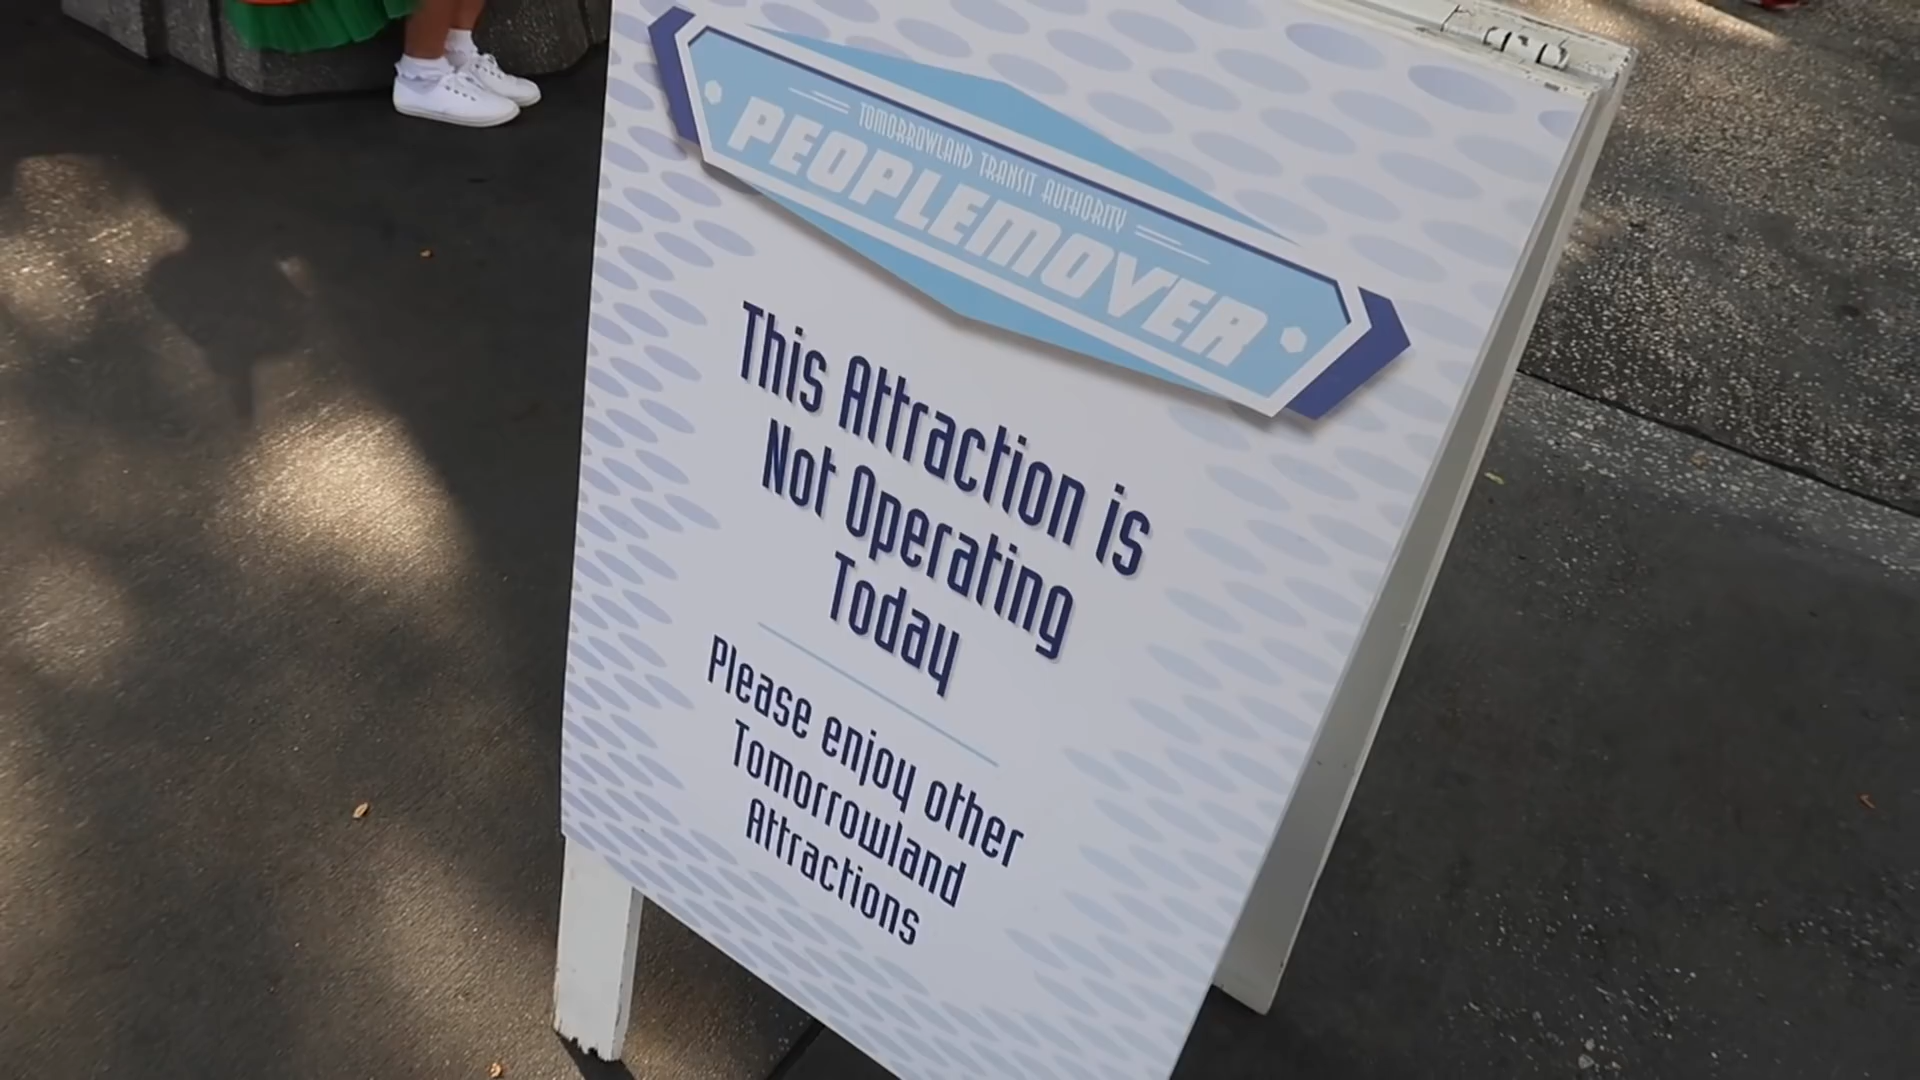 TOMORROWLAND TRANSIT AUTHORITY
PEOPLEMOVER
This Attraction is
Not Operating
Today
Please enjoy other
Tomorrowland
Attractions